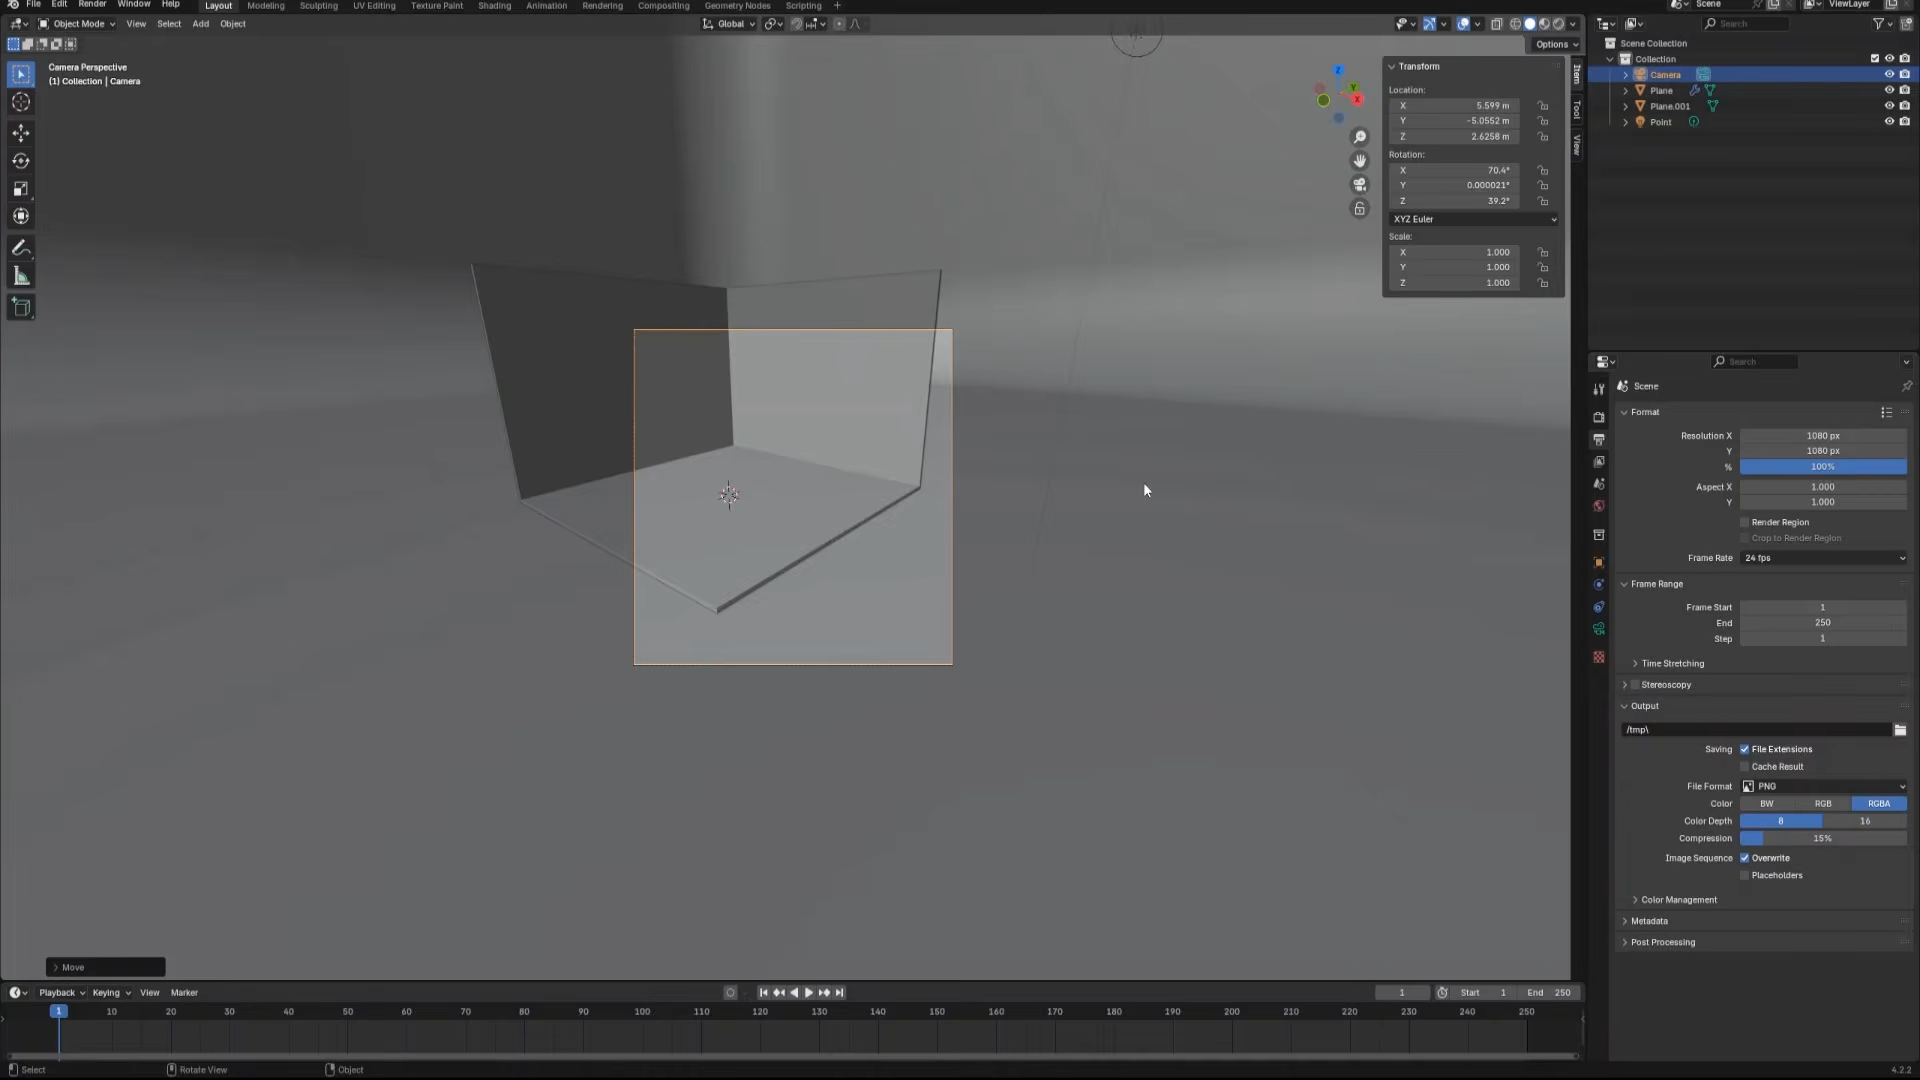 File Edit Render Window Help Layout Modeling Sculpting UV Editing Texture Paint Shading Animation Rendering Compositing Geometry Nodes Scripting + Scene ViewLayer
Object Mode View Select Add Object Global Search
Options
Camera Perspective
(1) Collection | Camera
Scene Collection
Collection
Camera
Plane
Plane.001
Point
Z
Y
X
Transform
Location:
X 5.599 m
Y -5.0552 m
Z 2.6258 m
Rotation:
X 70.4°
Y 0.000021°
Z 39.2°
XYZ Euler
Scale:
X 1.000
Y 1.000
Z 1.000
Item
Tool
View
Search
Scene
Format
Resolution X 1080 px
Y 1080 px
% 100%
Aspect X 1.000
Y 1.000
Render Region
Crop to Render Region
Frame Rate 24 fps
Frame Range
Frame Start 1
End 250
Step 1
Time Stretching
Stereoscopy
Output
/tmp\
Saving File Extensions
Cache Result
File Format PNG
Color BW RGB RGBA
Color Depth 8 16
Compression 15%
Image Sequence Overwrite
Placeholders
Color Management
Metadata
Post Processing
Move
Playback Keying View Marker 1 Start 1 End 250
1 10 20 30 40 50 60 70 80 90 100 110 120 130 140 150 160 170 180 190 200 210 220 230 240 250
Select Rotate View Object 4.2.2